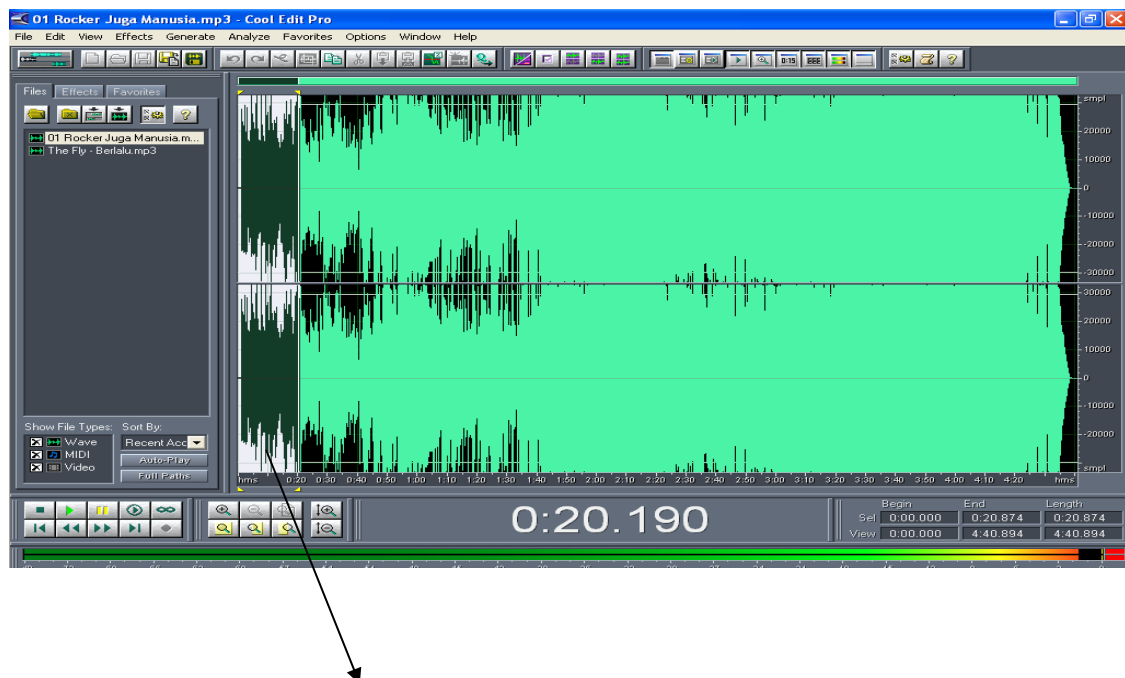 01 Rocker Juga Manusia.mp3 - Cool Edit Pro
File Edit View Effects Generate Analyze Favorites Options Window Help
Files Effects Favorites
01 Rocker Juga Manusia.m...
The Fly - Berlalu.mp3
Show File Types: Sort By:
Wave Recent Acc
MIDI Auto-Play
Video Full Paths
smpl
20000
10000
0
-10000
-20000
-30000
30000
20000
10000
0
-10000
-20000
smpl
hms 0:20 0:30 0:40 0:50 1:00 1:10 1:20 1:30 1:40 1:50 2:00 2:10 2:20 2:30 2:40 2:50 3:00 3:10 3:20 3:30 3:40 3:50 4:00 4:10 4:20 hms
0:20.190
Begin End Length
Sel 0:00.000 0:20.874 0:20.874
View 0:00.000 4:40.894 4:40.894